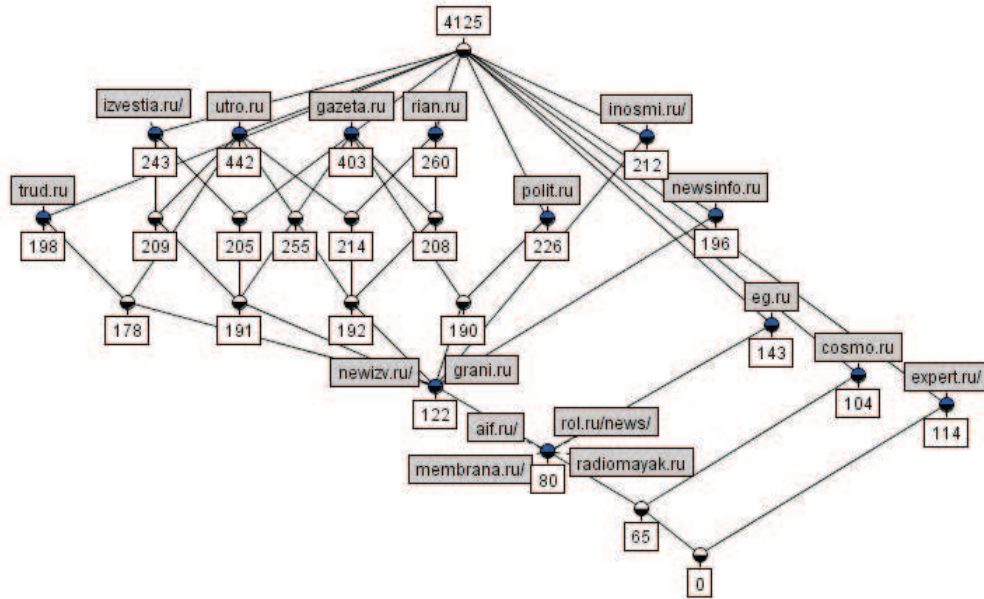 4125
izvestia.ru/
utro.ru
gazeta.ru
rian.ru
inosmi.ru/
243
442
403
260
212
trud.ru
polit.ru
newsinfo.ru
198
209
205
255
214
208
226
196
eg.ru
178
191
192
190
143
cosmo.ru
newizv.ru/
grani.ru
expert.ru/
122
104
aif.ru/
rol.ru/news/
114
membrana.ru/
radiomayak.ru
80
65
0